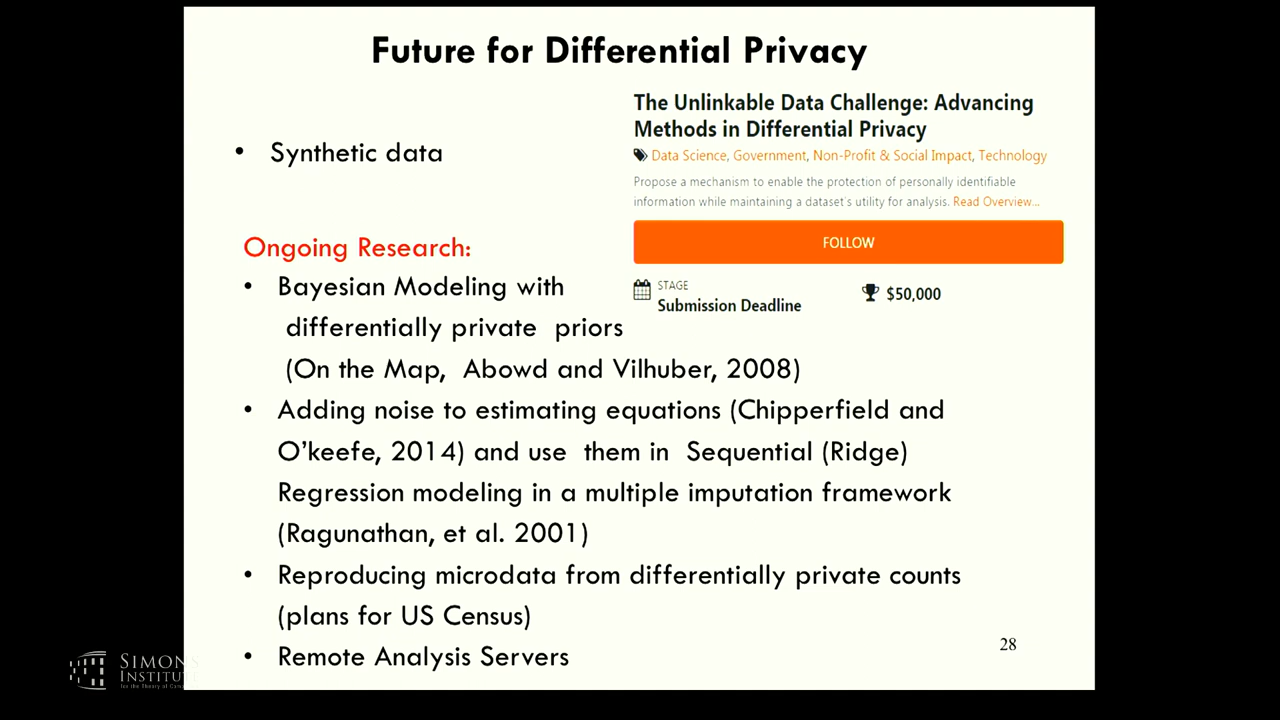 Future for Differential Privacy
• Synthetic data
The Unlinkable Data Challenge: Advancing
Methods in Differential Privacy
Data Science, Government, Non-Profit & Social Impact, Technology
Propose a mechanism to enable the protection of personally identifiable
information while maintaining a dataset's utility for analysis. Read Overview...
FOLLOW
STAGE
Submission Deadline
$50,000
Ongoing Research:
• Bayesian Modeling with
differentially private priors
(On the Map, Abowd and Vilhuber, 2008)
• Adding noise to estimating equations (Chipperfield and
O'keefe, 2014) and use them in Sequential (Ridge)
Regression modeling in a multiple imputation framework
(Ragunathan, et al. 2001)
• Reproducing microdata from differentially private counts
(plans for US Census)
• Remote Analysis Servers
28
SIMONS
INSTITUTE
for the Theory of